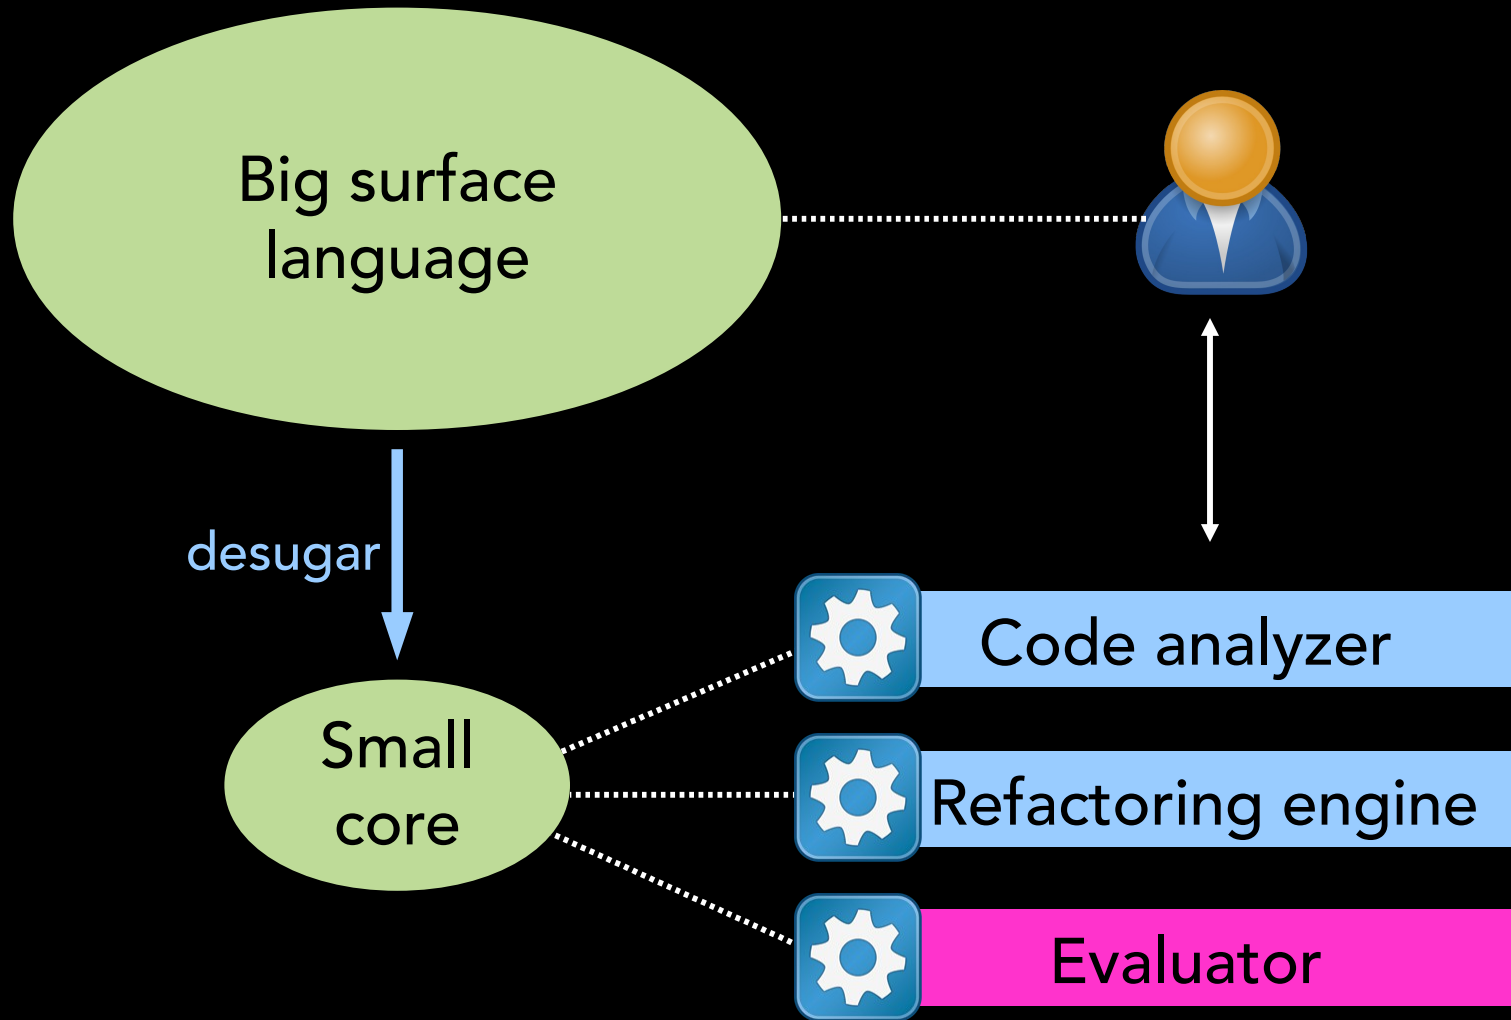 Big surface
language
desugar
Small
core
Code analyzer
Refactoring engine
Evaluator